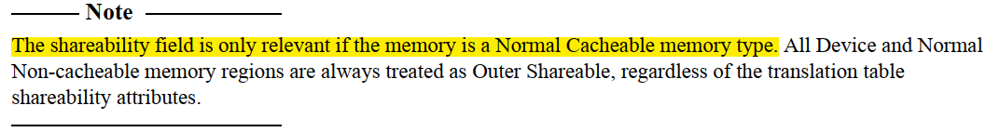 Note
The shareability field is only relevant if the memory is a Normal Cacheable memory type. All Device and Normal
Non-cacheable memory regions are always treated as Outer Shareable, regardless of the translation table
shareability attributes.